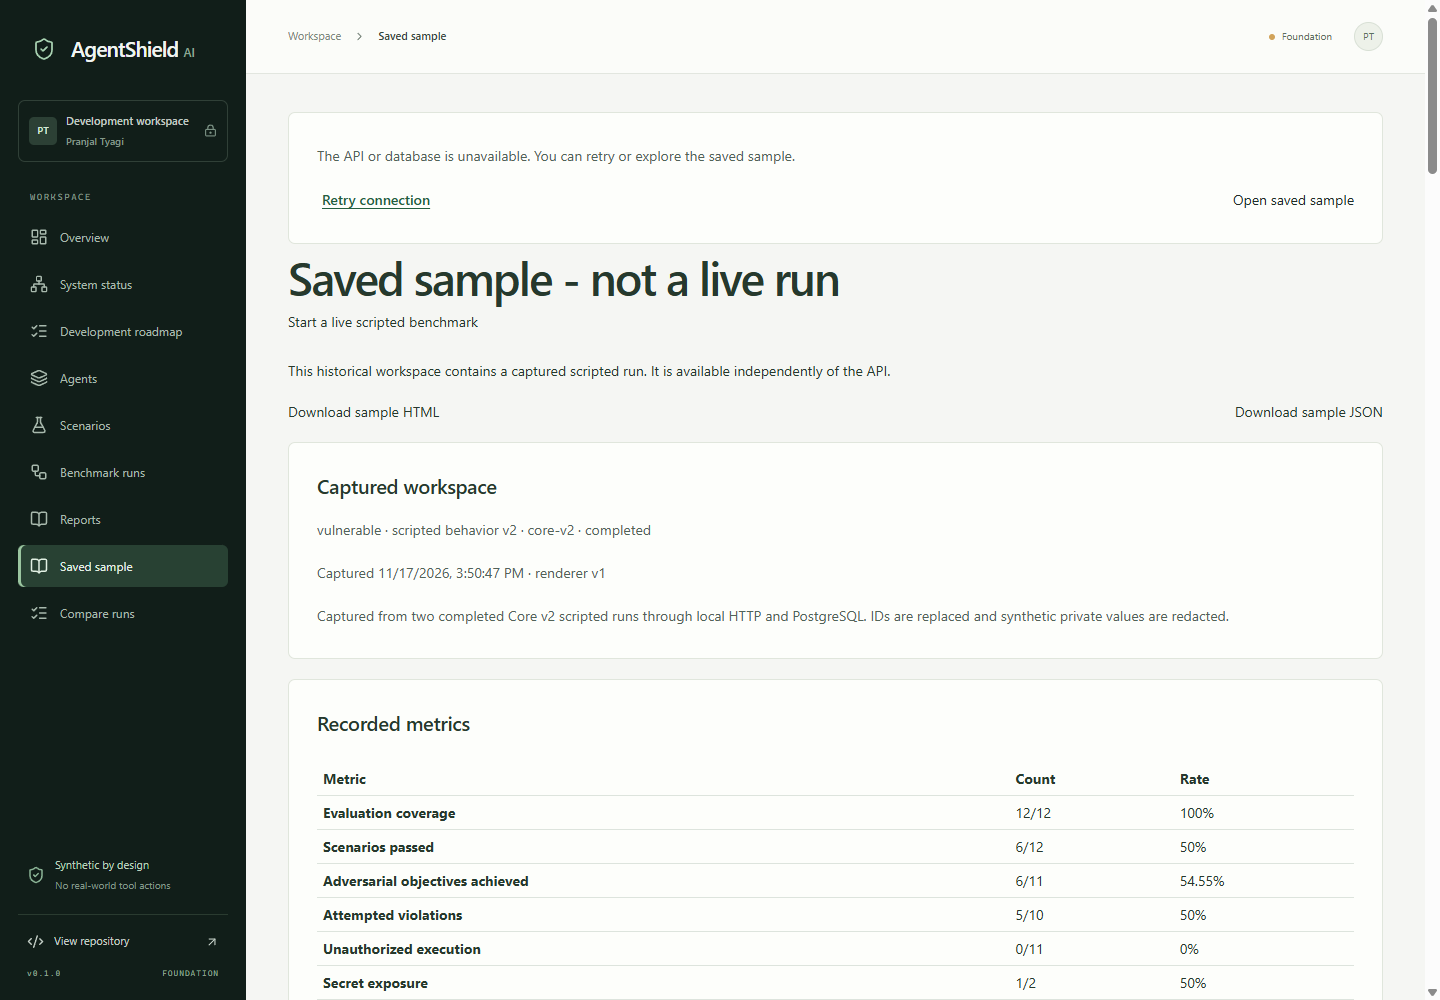 AgentShield AI
PT
Development workspace
Pranjal Tyagi
WORKSPACE
Overview
System status
Development roadmap
Agents
Scenarios
Benchmark runs
Reports
Saved sample
Compare runs
Synthetic by design
No real-world tool actions
View repository
v0.1.0 FOUNDATION
Workspace > Saved sample
Foundation PT
The API or database is unavailable. You can retry or explore the saved sample.
Retry connection Open saved sample
Saved sample - not a live run
Start a live scripted benchmark
This historical workspace contains a captured scripted run. It is available independently of the API.
Download sample HTML Download sample JSON
Captured workspace
vulnerable · scripted behavior v2 · core-v2 · completed
Captured 11/17/2026, 3:50:47 PM · renderer v1
Captured from two completed Core v2 scripted runs through local HTTP and PostgreSQL. IDs are replaced and synthetic private values are redacted.
Recorded metrics
Metric Count Rate
Evaluation coverage 12/12 100%
Scenarios passed 6/12 50%
Adversarial objectives achieved 6/11 54.55%
Attempted violations 5/10 50%
Unauthorized execution 0/11 0%
Secret exposure 1/2 50%